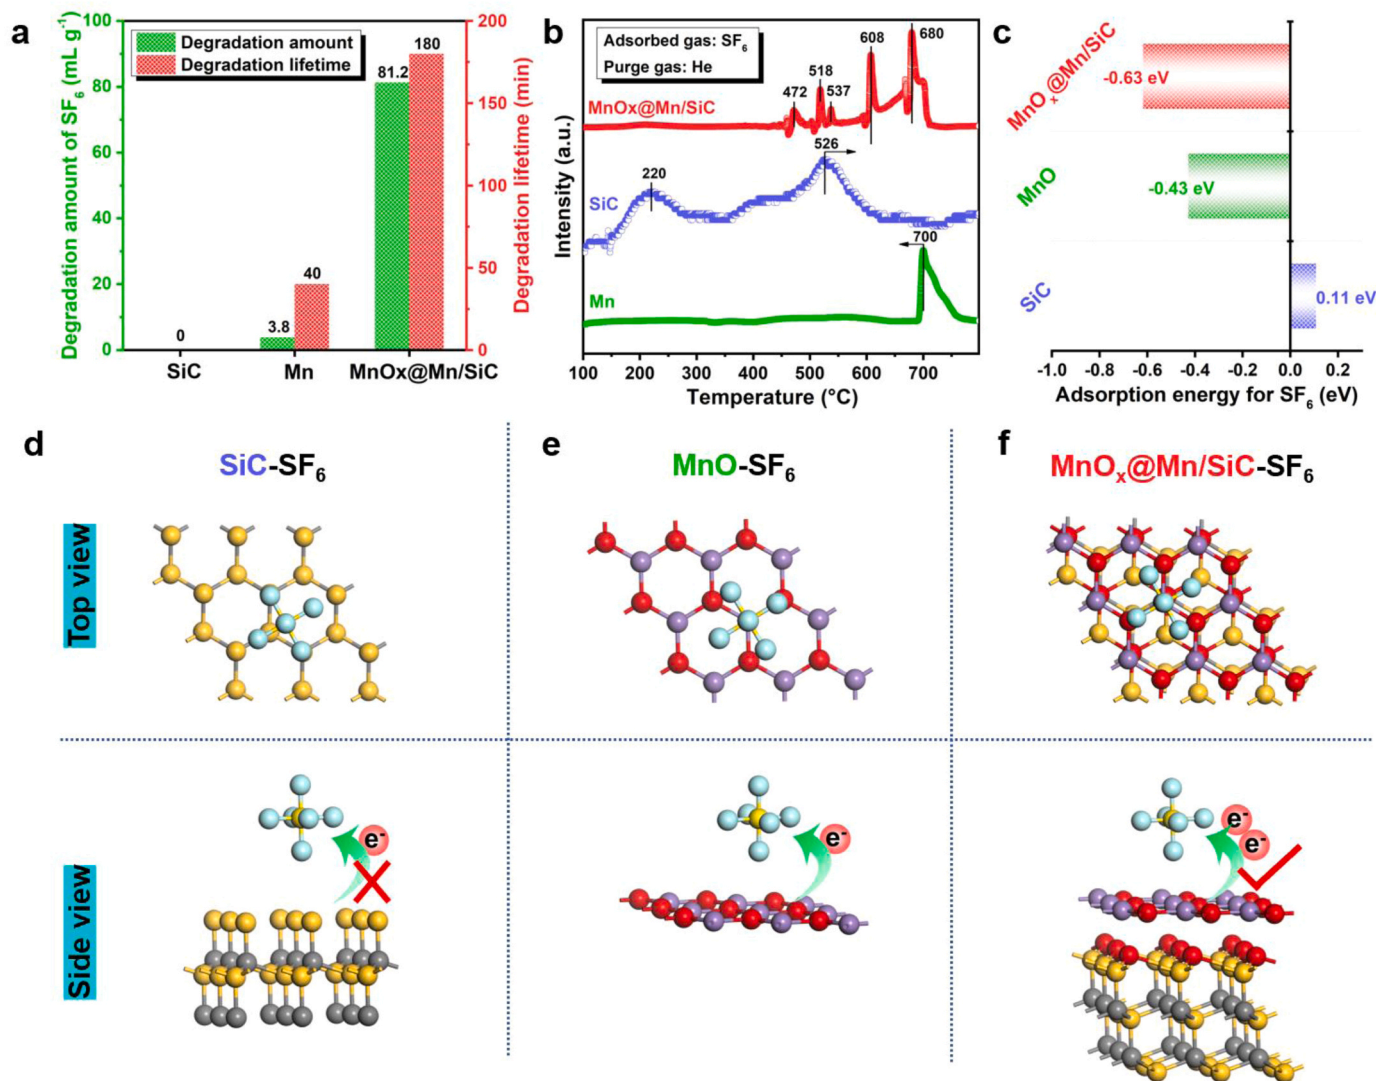 a
Degradation amount of SF6 (mL g-1)
100
80
60
40
20
0
Degradation amount
Degradation lifetime
0
3.8
40
81.2
180
SiC
Mn
MnOx@Mn/SiC
200
150
100
50
0
Degradation lifetime (min)
b
Intensity (a.u.)
Adsorbed gas: SF6
Purge gas: He
MnOx@Mn/SiC
472
518
537
608
680
SiC
220
526
Mn
700
100 200 300 400 500 600 700
Temperature (°C)
c
MnOx@Mn/SiC
-0.63 eV
MnO
-0.43 eV
SiC
0.11 eV
-1.0 -0.8 -0.6 -0.4 -0.2 0.0 0.2
Adsorption energy for SF6 (eV)
d
SiC-SF6
e
MnO-SF6
f
MnOx@Mn/SiC-SF6
Top view
Side view
e-
e-
e-
e-